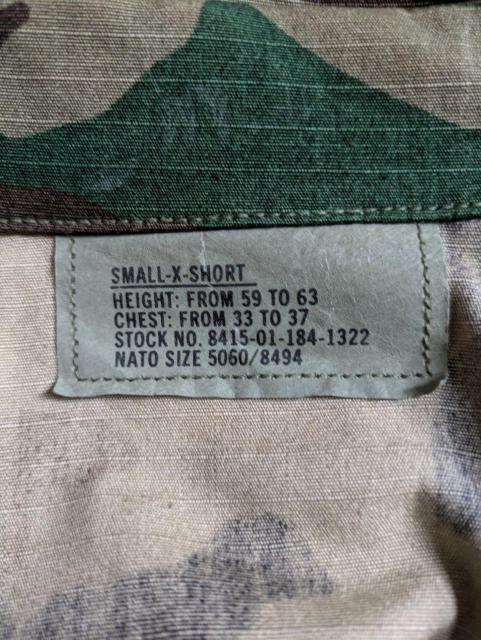 SMALL-X-SHORT
HEIGHT: FROM 59 TO 63
CHEST: FROM 33 TO 37
STOCK NO. 8415-01-184-1322
NATO SIZE 5060/8494